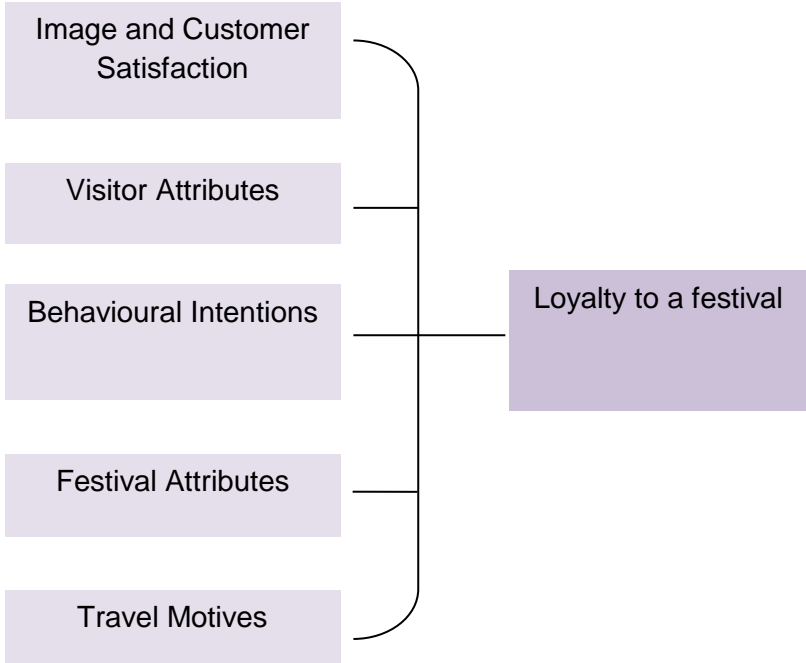 Image and Customer
Satisfaction
Visitor Attributes
Behavioural Intentions
Loyalty to a festival
Festival Attributes
Travel Motives